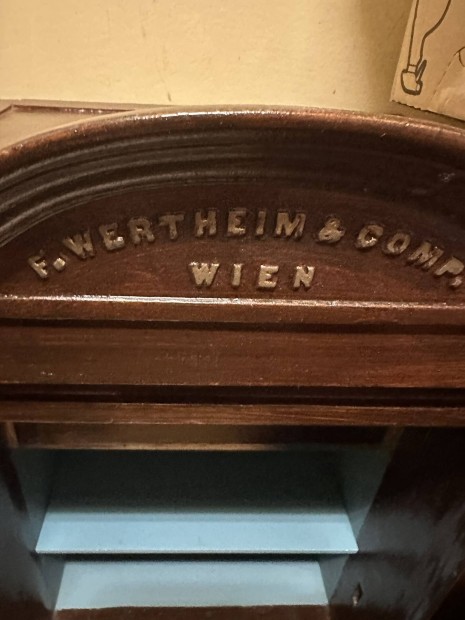 F. WERTHEIM & COMP.
WIEN